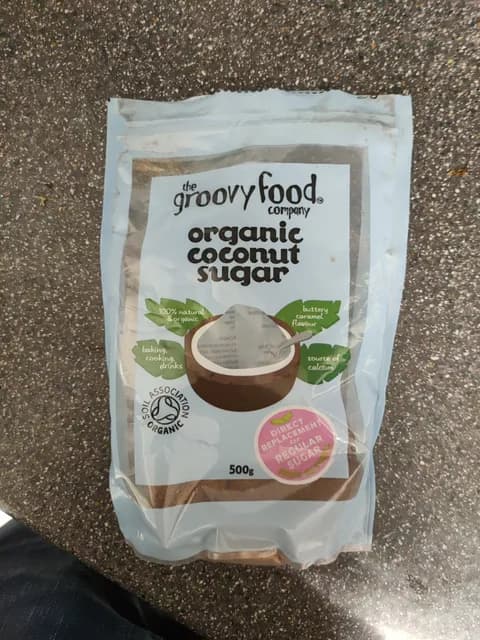 the
groovy food
company
organic
coconut
sugar
100% natural
& organic
buttery
caramel
flavour
baking,
cooking,
drinks
source of
calcium
SOIL ASSOCIATION
ORGANIC
DIRECT
REPLACEMENT
for
REGULAR
SUGAR
500g